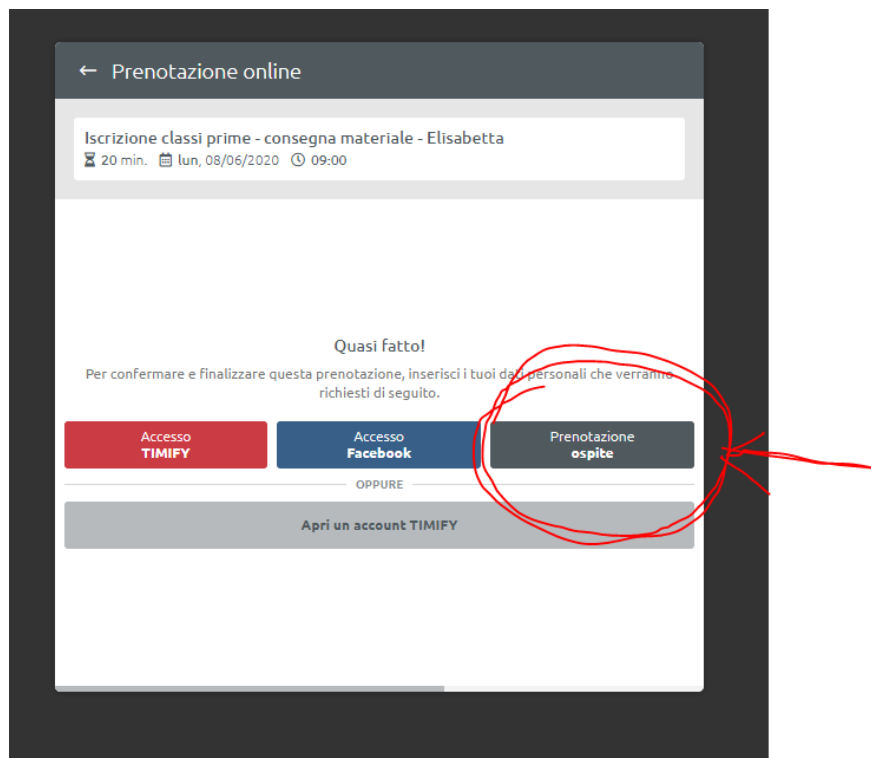 ← Prenotazione online
Iscrizione classi prime - consegna materiale - Elisabetta
20 min. lun, 08/06/2020 09:00
Quasi fatto!
Per confermare e finalizzare questa prenotazione, inserisci i tuoi dati personali che verranno
richiesti di seguito.
Accesso
TIMIFY
Accesso
Facebook
Prenotazione
ospite
OPPURE
Apri un account TIMIFY